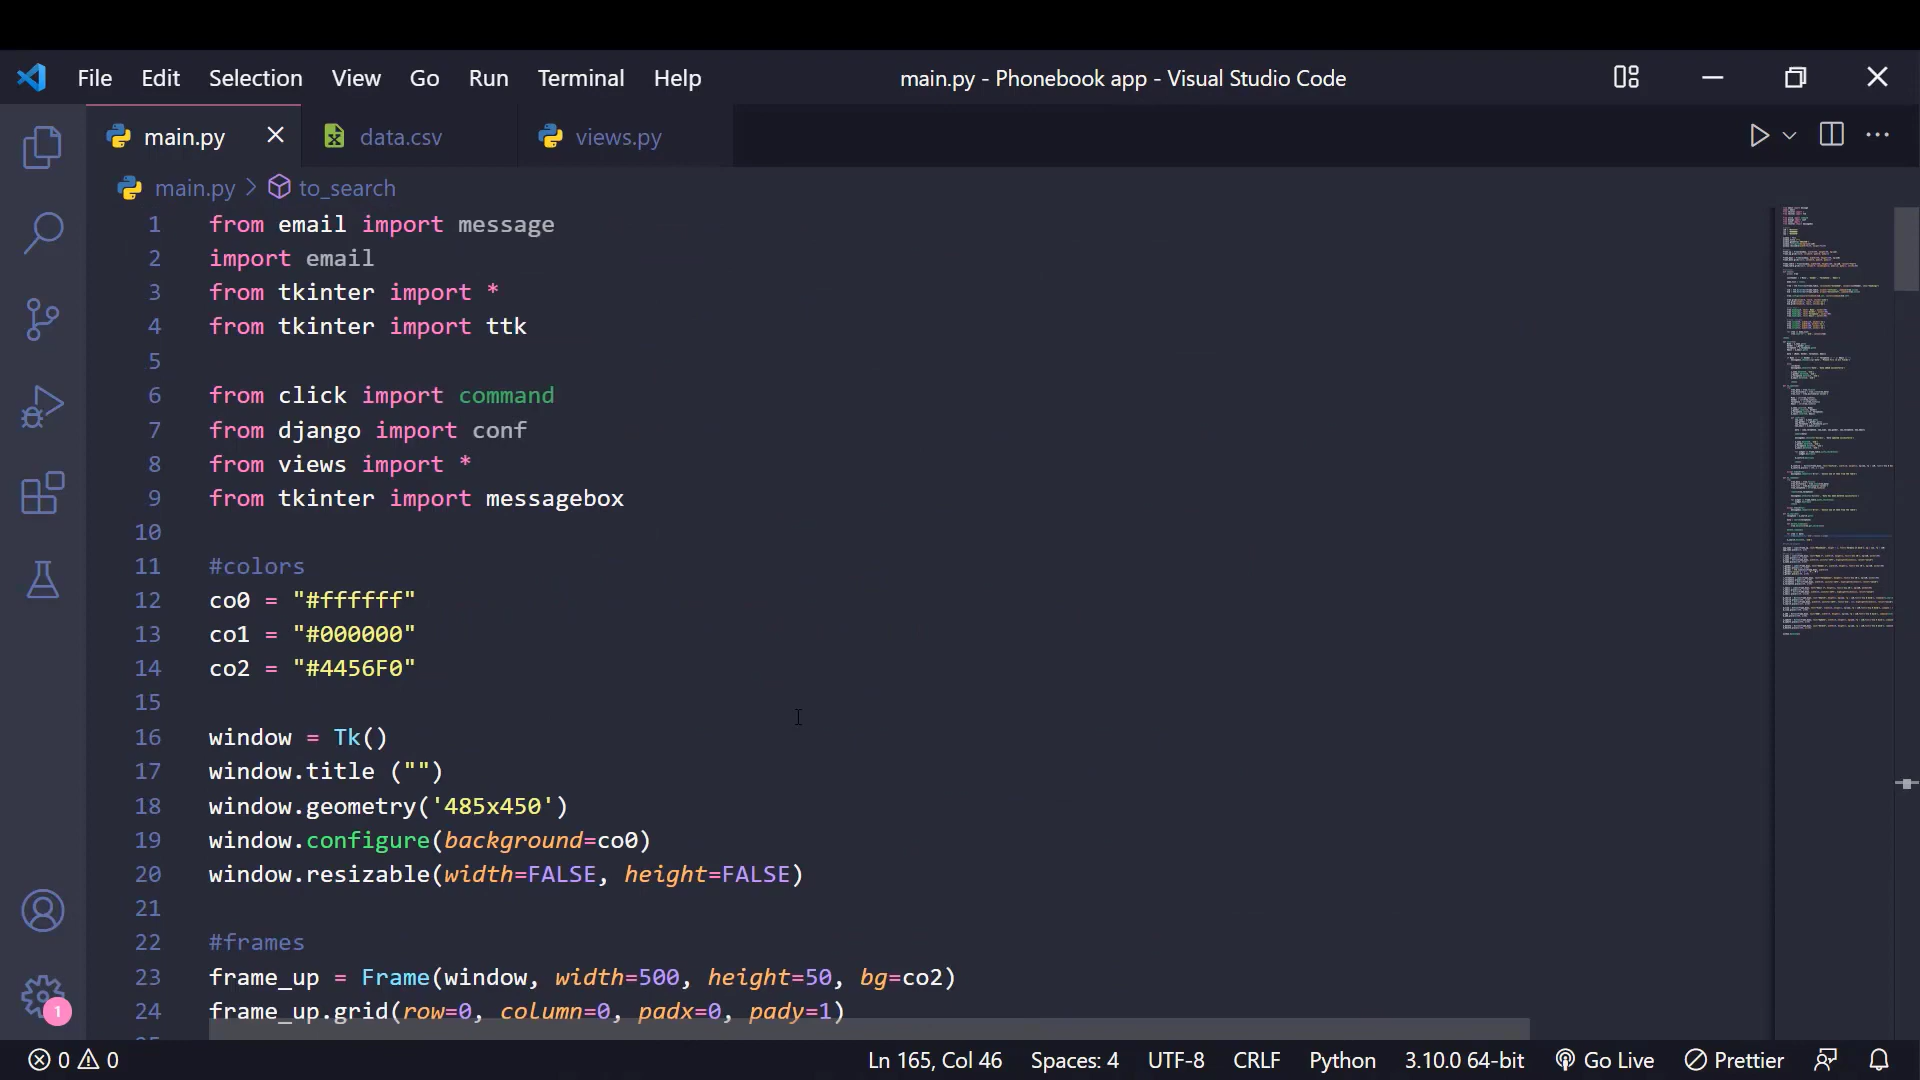 File Edit Selection View Go Run Terminal Help main.py - Phonebook app - Visual Studio Code
main.py data.csv views.py
main.py > to_search
1 from email import message
2 import email
3 from tkinter import *
4 from tkinter import ttk
5
6 from click import command
7 from django import conf
8 from views import *
9 from tkinter import messagebox
10
11 #colors
12 co0 = "#ffffff"
13 co1 = "#000000"
14 co2 = "#4456F0"
15
16 window = Tk()
17 window.title ("")
18 window.geometry('485x450')
19 window.configure(background=co0)
20 window.resizable(width=FALSE, height=FALSE)
21
22 #frames
23 frame_up = Frame(window, width=500, height=50, bg=co2)
24 frame_up.grid(row=0, column=0, padx=0, pady=1)
1
0 0 Ln 165, Col 46 Spaces: 4 UTF-8 CRLF Python 3.10.0 64-bit Go Live Prettier